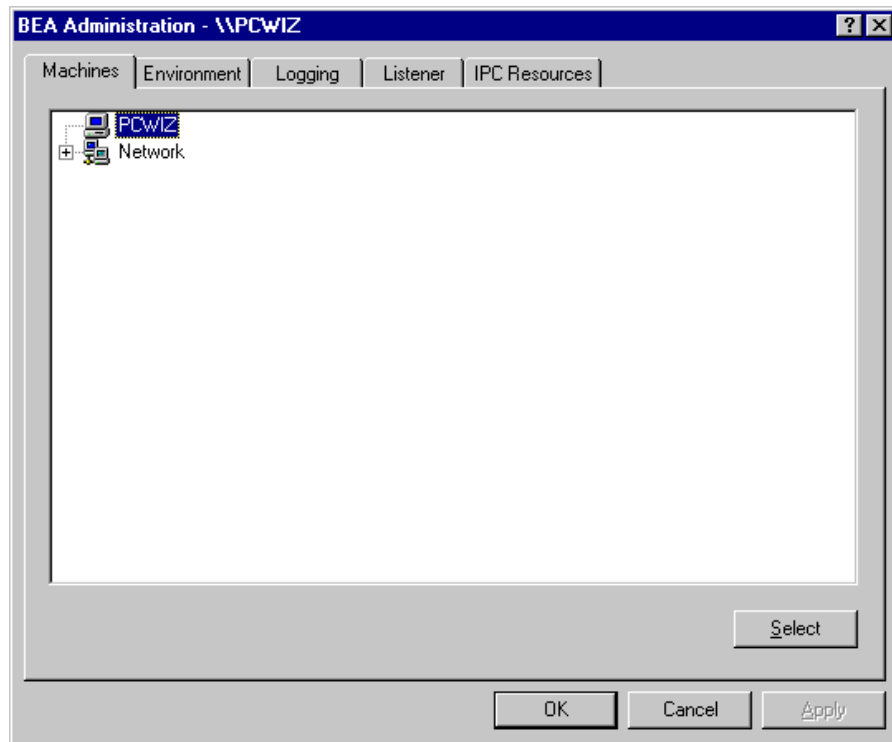 BEA Administration - \\PCWIZ
Machines Environment Logging Listener IPC Resources
PCWIZ
Network
Select
OK Cancel Apply